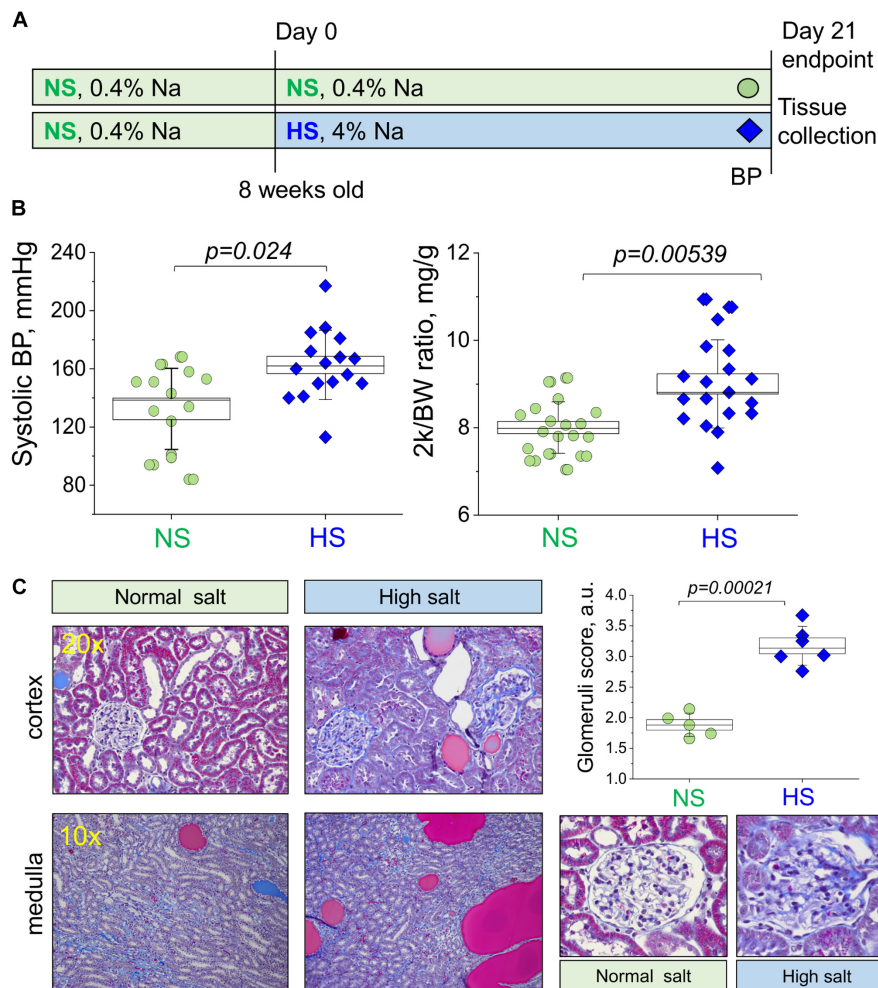 A
Day 0
Day 21
endpoint
NS, 0.4% Na
NS, 0.4% Na
NS, 0.4% Na
HS, 4% Na
Tissue
collection
8 weeks old
BP
B
Systolic BP, mmHg
240
200
160
120
80
p=0.024
NS
HS
2k/BW ratio, mg/g
12
10
8
6
p=0.00539
NS
HS
C
Normal salt
High salt
cortex
20x
medulla
10x
Glomeruli score, a.u.
4.0
3.5
3.0
2.5
2.0
1.5
1.0
p=0.00021
NS
HS
Normal salt
High salt